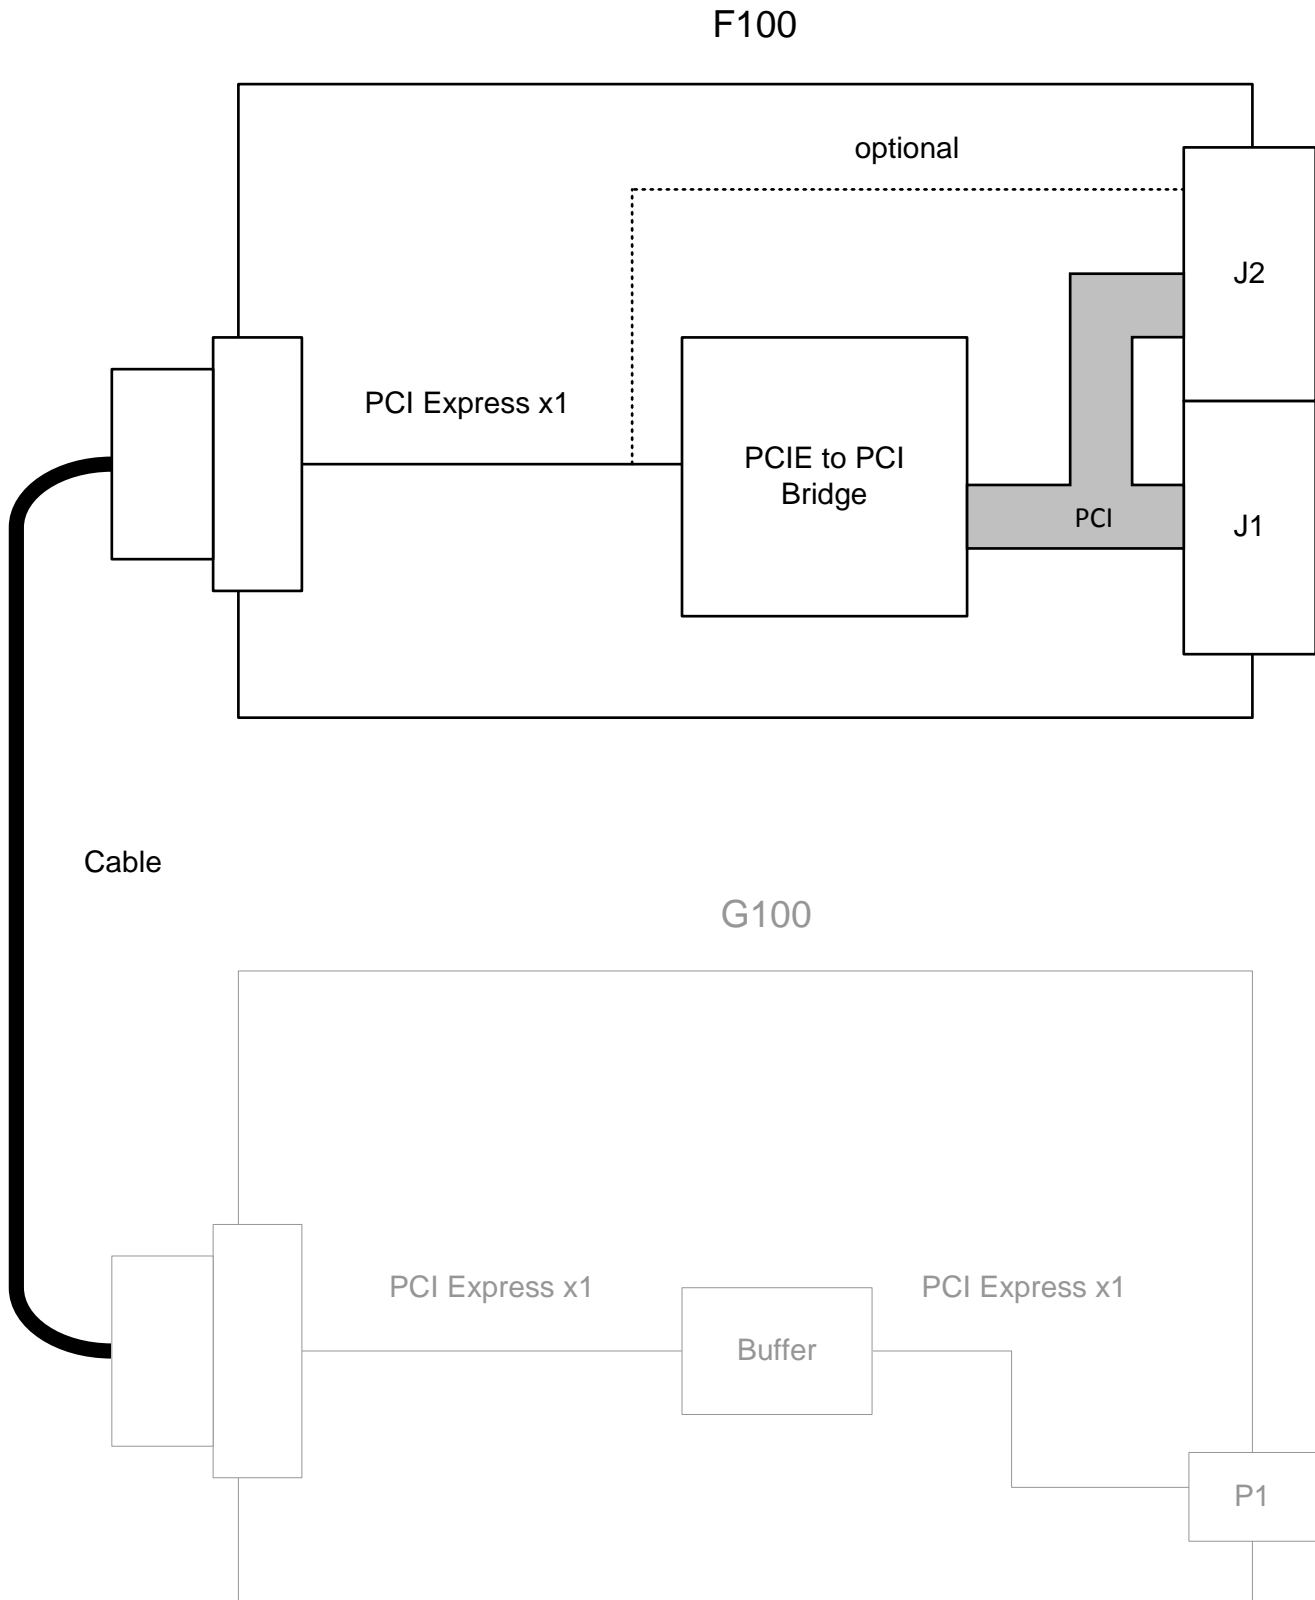 F100
optional
J2
PCI Express x1
PCIE to PCI
Bridge
PCI
J1
Cable
G100
PCI Express x1
PCI Express x1
Buffer
P1